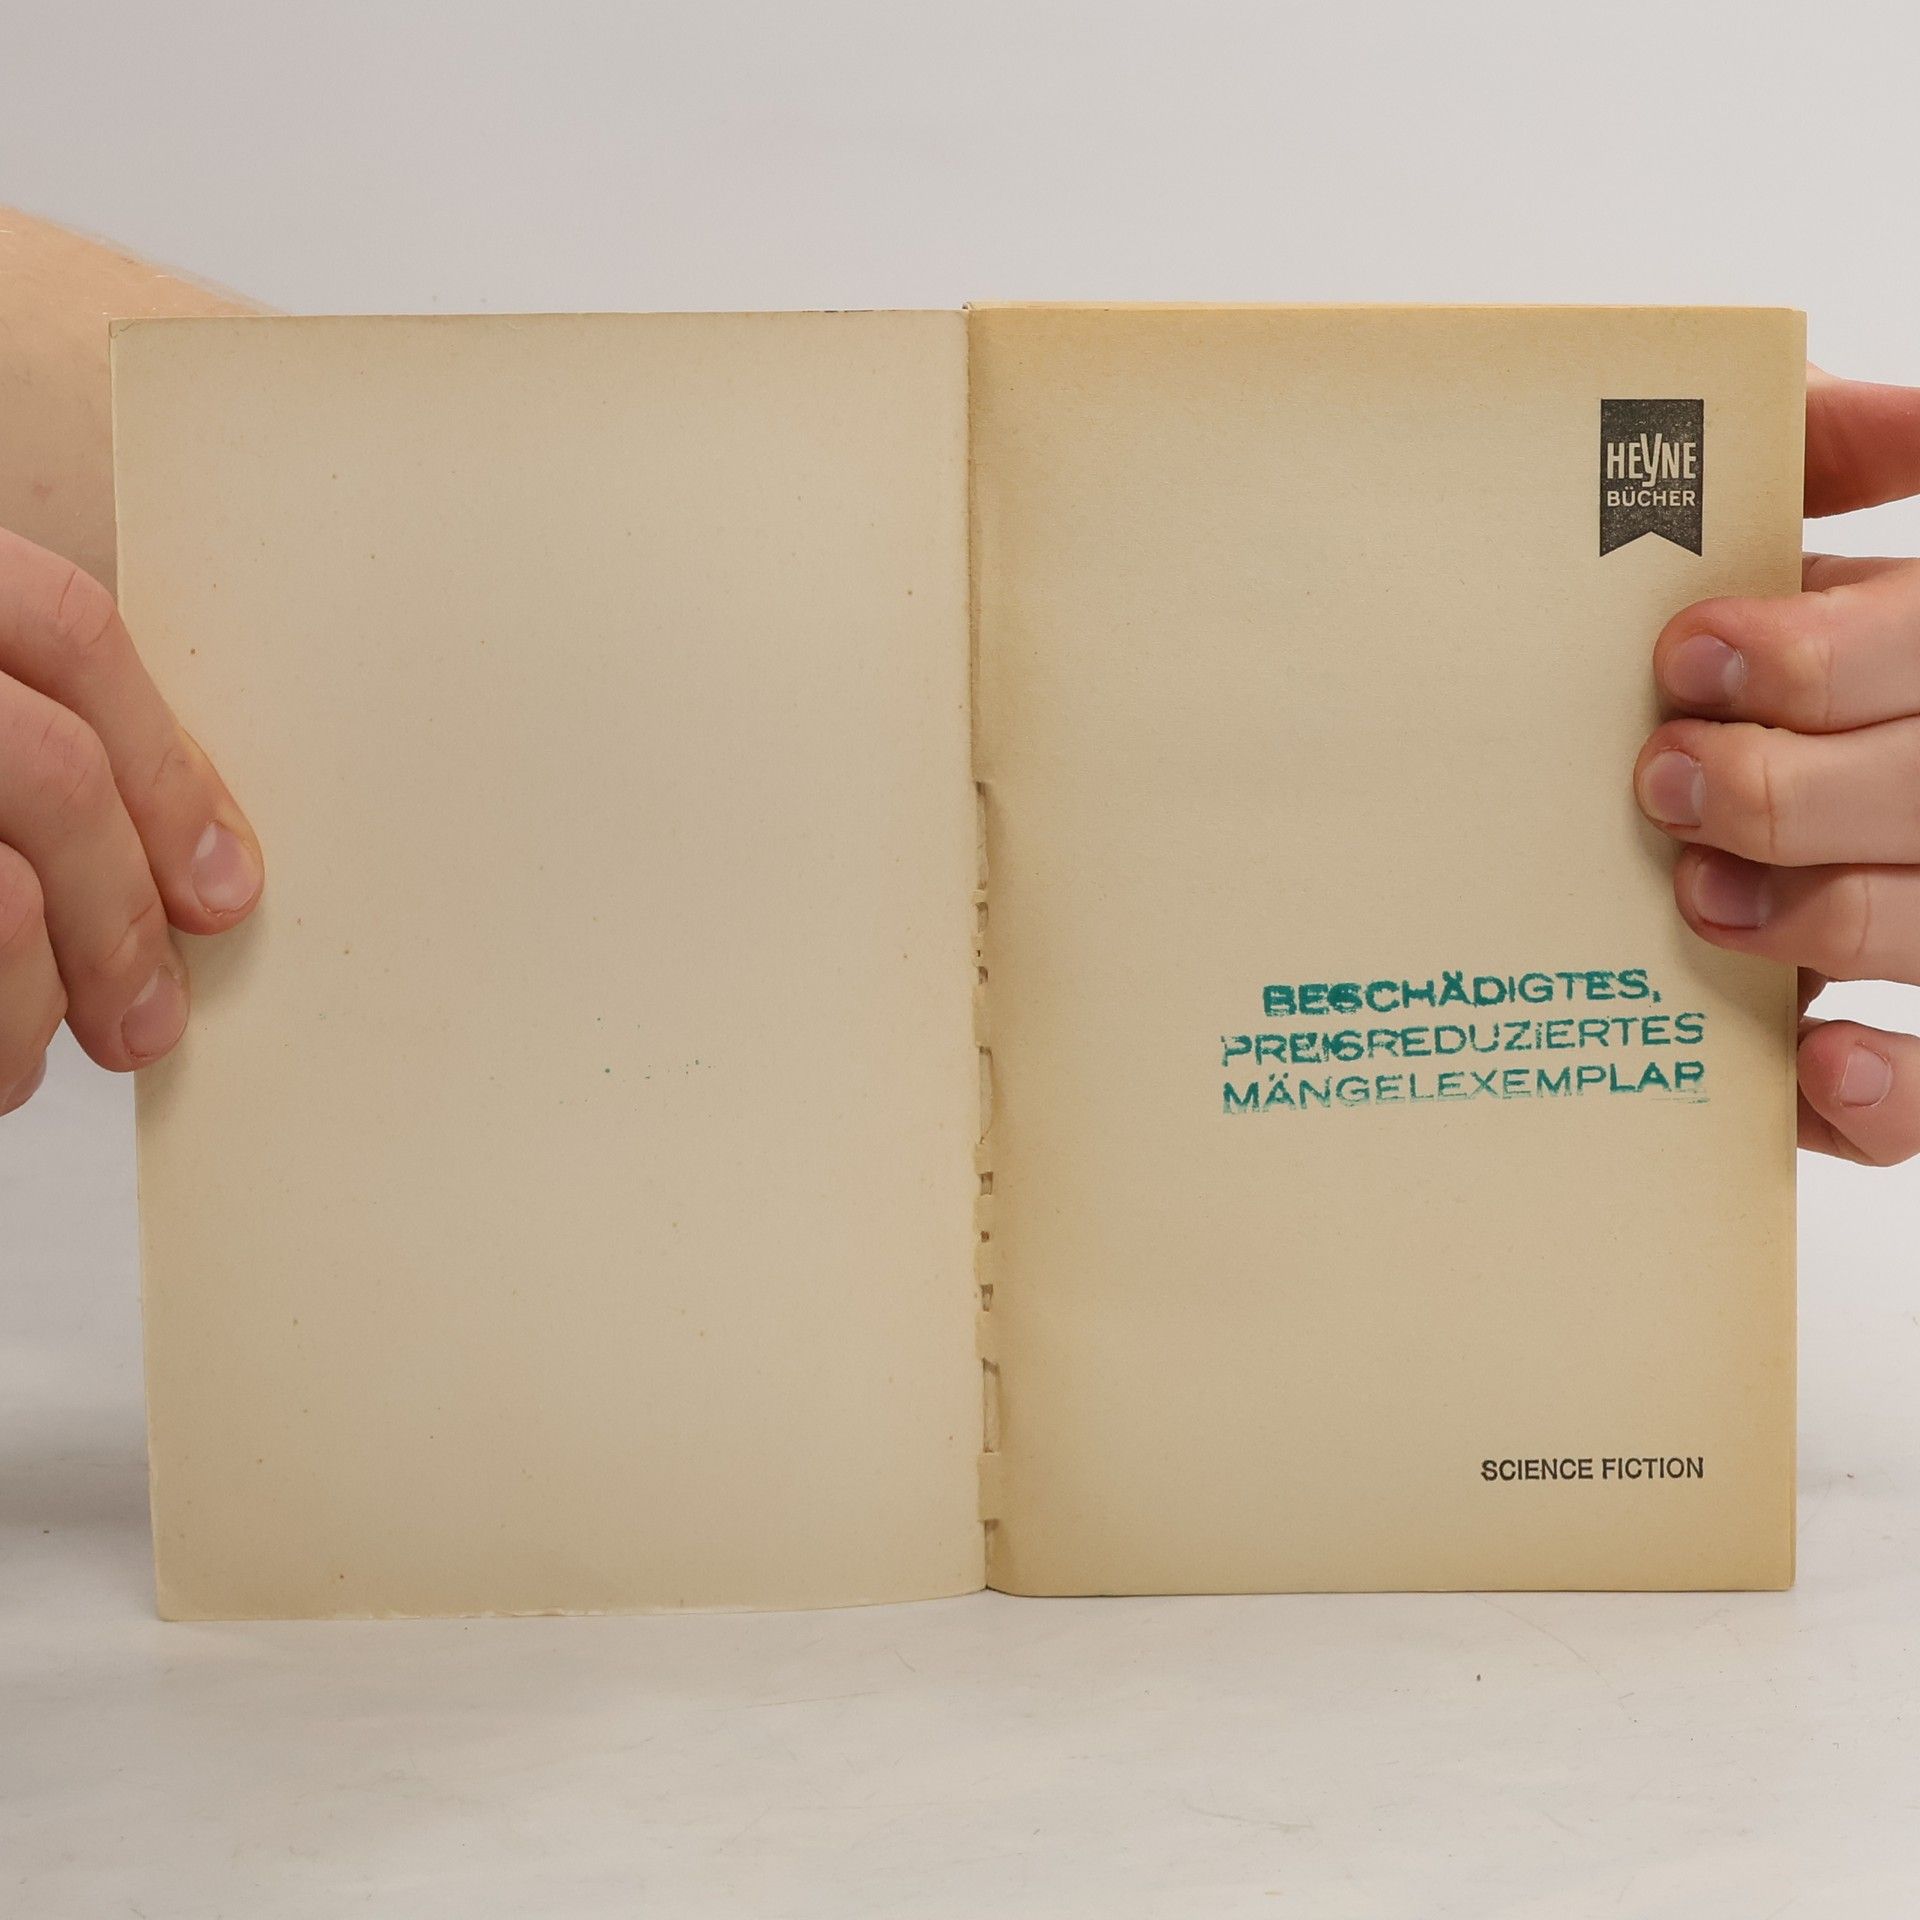 HEYNE
BÜCHER
BESCHÄDIGTES,
PREISREDUZIERTES
MÄNGELEXEMPLAR
SCIENCE FICTION